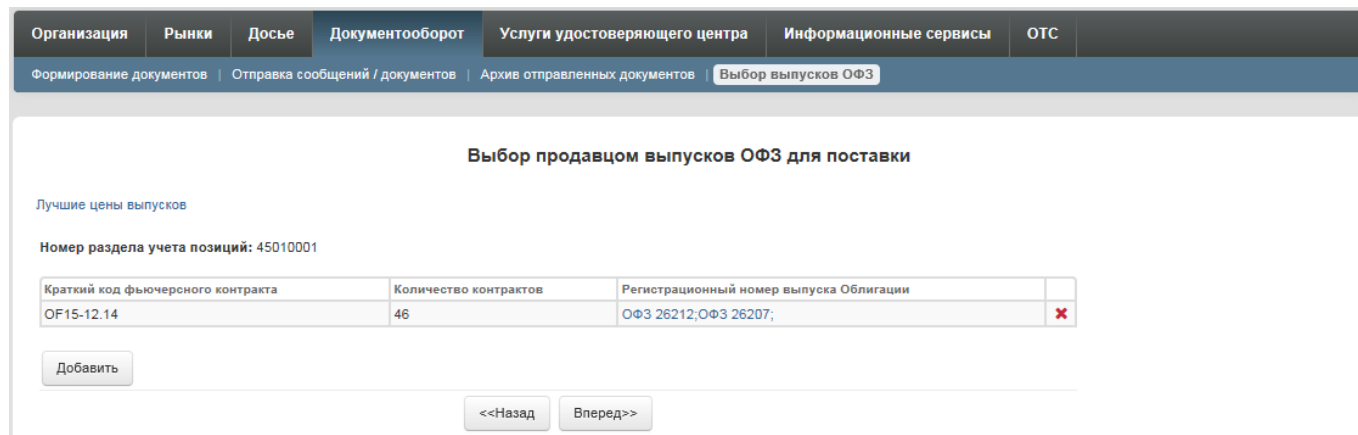 Организация Рынки Досье Документооборот Услуги удостоверяющего центра Информационные сервисы ОТС
Формирование документов | Отправка сообщений / документов | Архив отправленных документов | Выбор выпусков ОФЗ
Выбор продавцом выпусков ОФЗ для поставки
Лучшие цены выпусков
Номер раздела учета позиций: 45010001
Краткий код фьючерсного контракта Количество контрактов Регистрационный номер выпуска Облигации
OF15-12.14 46 ОФЗ 26212;ОФЗ 26207;
Добавить
<<Назад Вперед>>